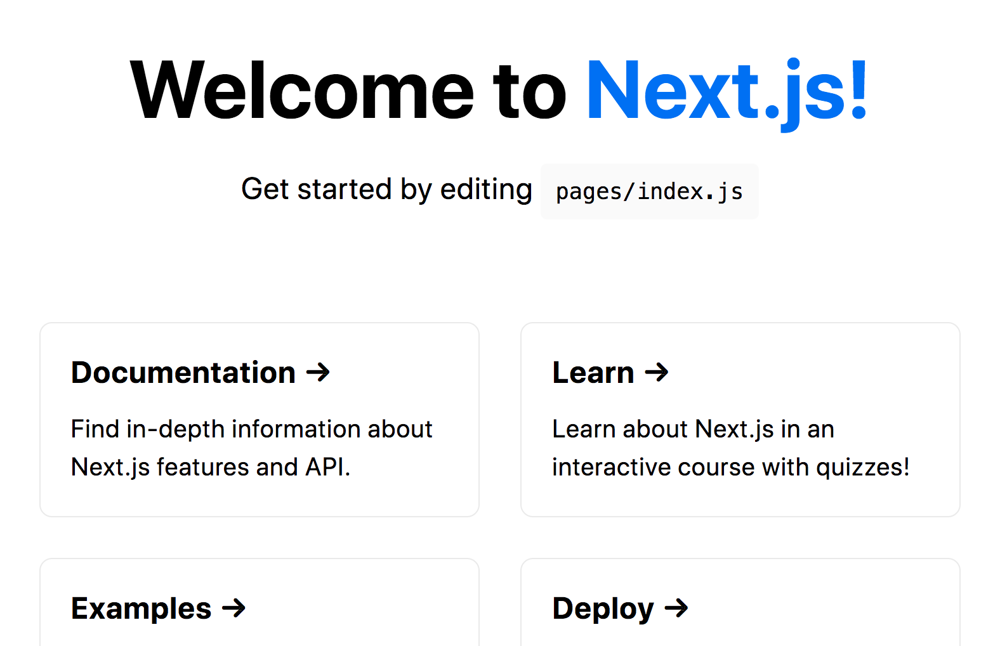 Welcome to Next.js!
Get started by editing pages/index.js
Documentation →
Find in-depth information about
Next.js features and API.
Learn →
Learn about Next.js in an
interactive course with quizzes!
Examples →
Deploy →